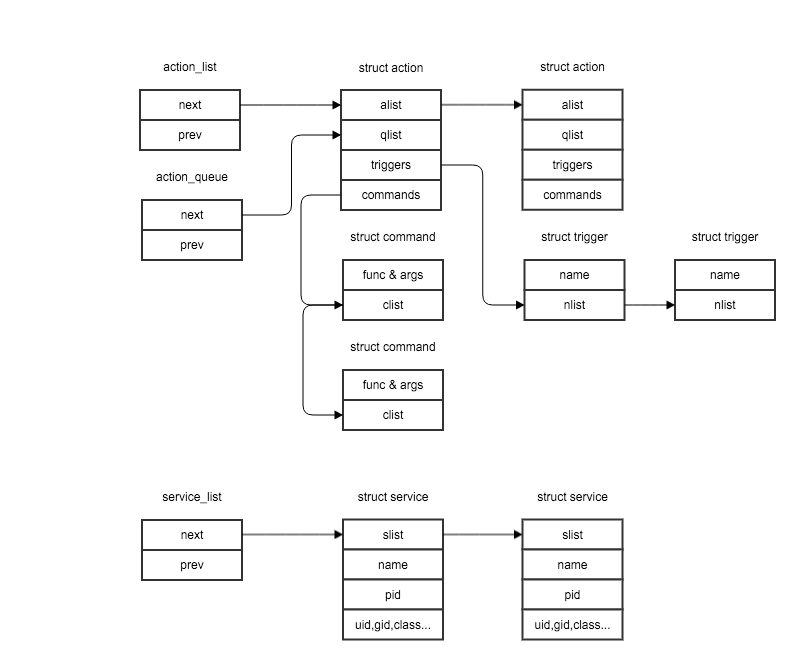 action_list
struct action
struct action
next
prev
alist
qlist
triggers
commands
alist
qlist
triggers
commands
action_queue
next
prev
struct command
func & args
clist
struct trigger
name
nlist
struct trigger
name
nlist
struct command
func & args
clist
service_list
next
prev
struct service
slist
name
pid
uid,gid,class...
struct service
slist
name
pid
uid,gid,class...